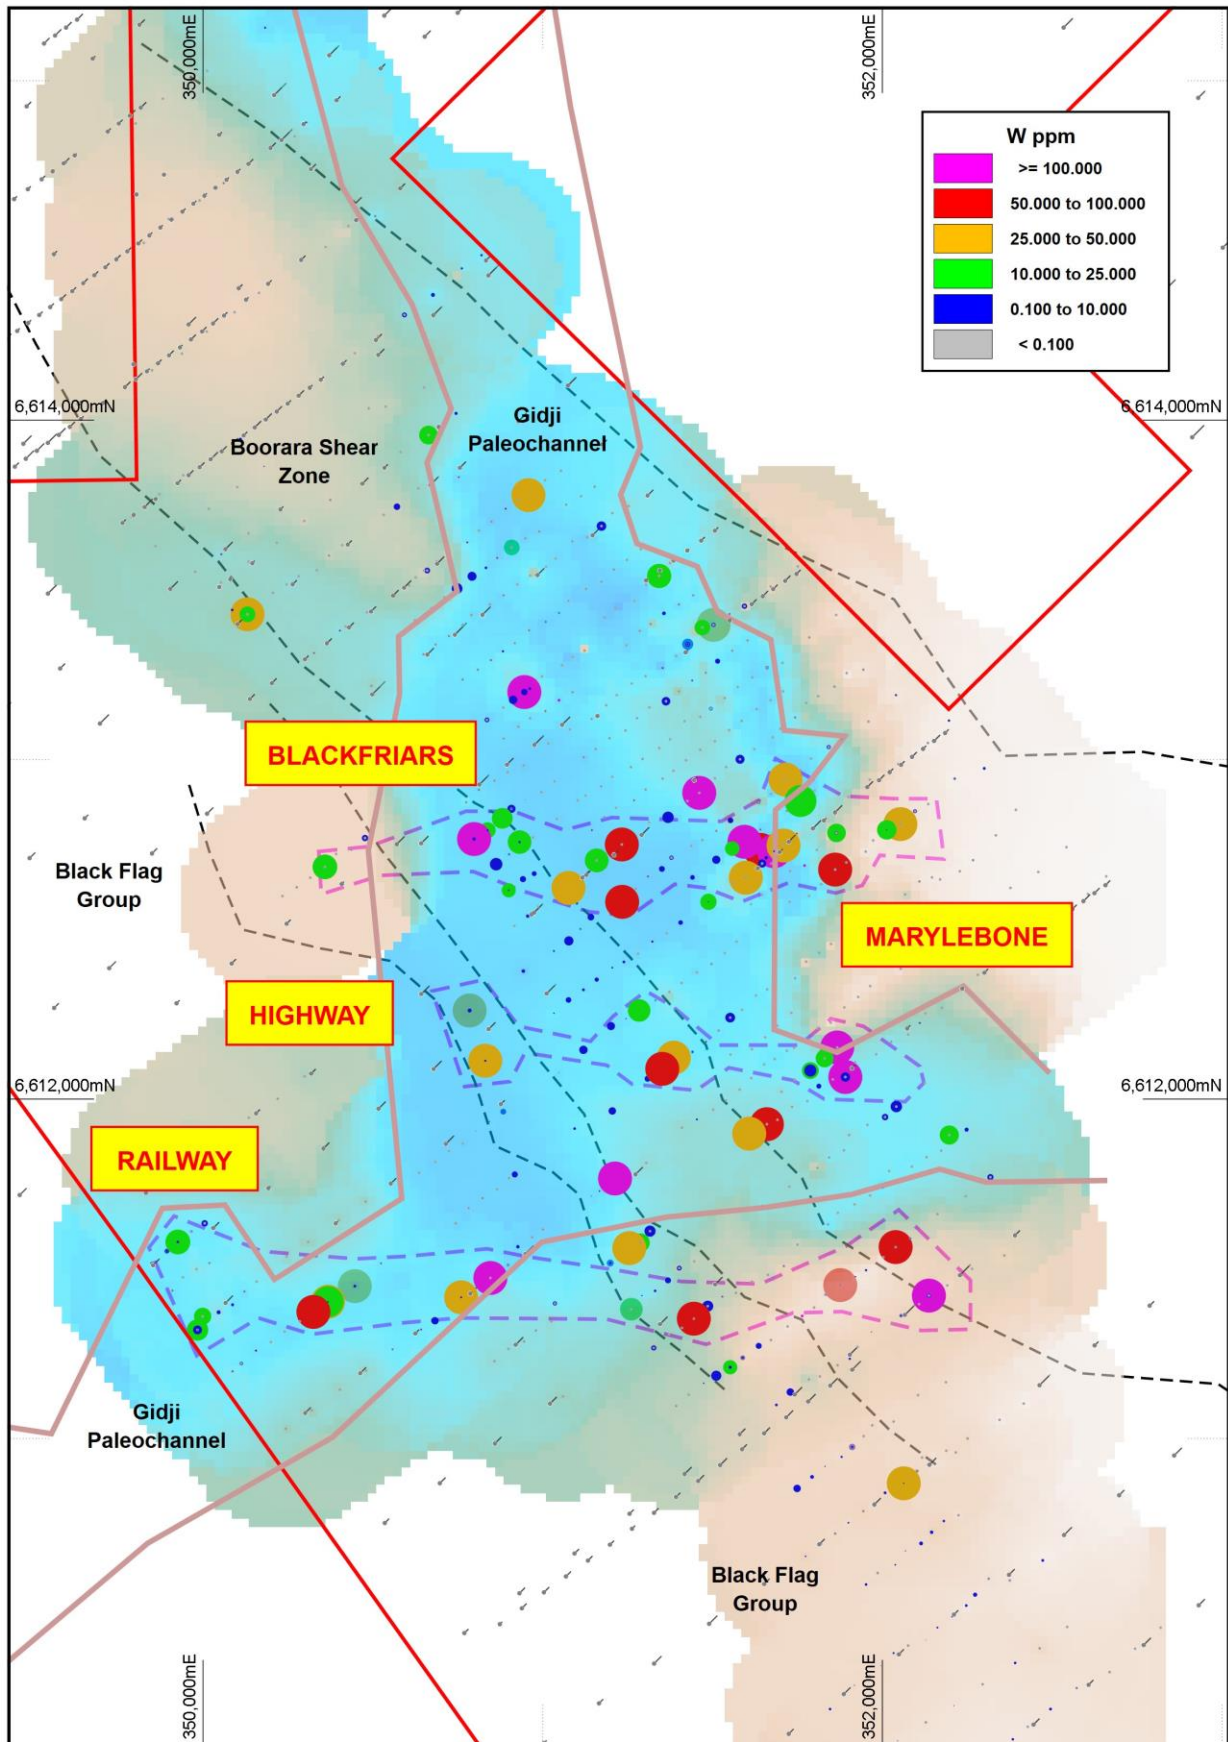 350,000mE
352,000mE
W ppm
>= 100.000
50.000 to 100.000
25.000 to 50.000
10.000 to 25.000
0.100 to 10.000
< 0.100
6,614,000mN
6,614,000mN
Gidji
Paleochannel
Boorara Shear
Zone
BLACKFRIARS
Black Flag
Group
MARYLEBONE
HIGHWAY
6,612,000mN
6,612,000mN
RAILWAY
Gidji
Paleochannel
Black Flag
Group
350,000mE
352,000mE